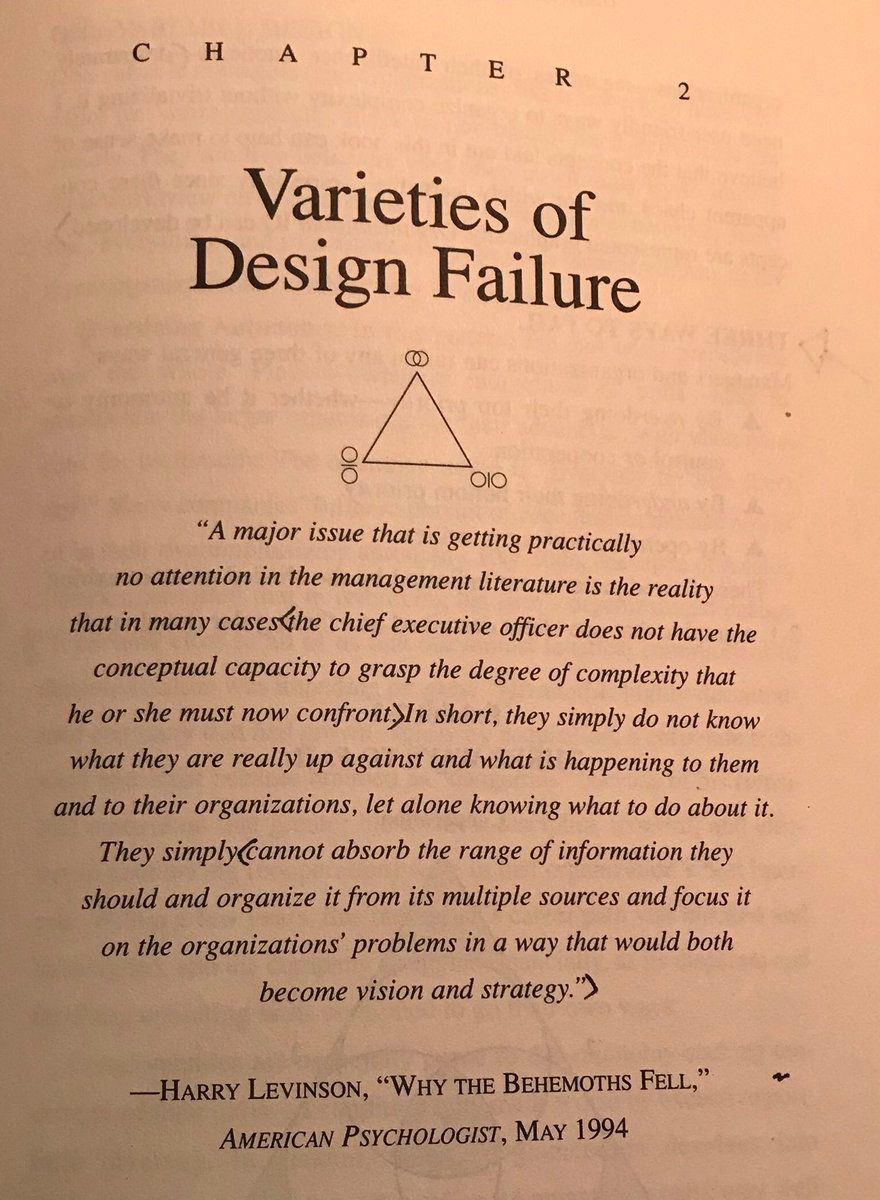 CHAPTER 2
Varieties of
Design Failure
“A major issue that is getting practically
no attention in the management literature is the reality
that in many cases the chief executive officer does not have the
conceptual capacity to grasp the degree of complexity that
he or she must now confront. In short, they simply do not know
what they are really up against and what is happening to them
and to their organizations, let alone knowing what to do about it.
They simply cannot absorb the range of information they
should and organize it from its multiple sources and focus it
on the organizations’ problems in a way that would both
become vision and strategy.”
—HARRY LEVINSON, “WHY THE BEHEMOTHS FELL,”
AMERICAN PSYCHOLOGIST, MAY 1994